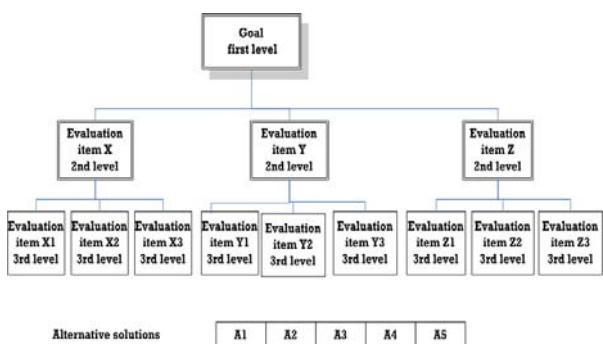 Goal
first level
Evaluation
item X
2nd level
Evaluation
item Y
2nd level
Evaluation
item Z
2nd level
Evaluation
item X1
3rd level
Evaluation
item X2
3rd level
Evaluation
item X3
3rd level
Evaluation
item Y1
3rd level
Evaluation
item Y2
3rd level
Evaluation
item Y3
3rd level
Evaluation
item Z1
3rd level
Evaluation
item Z2
3rd level
Evaluation
item Z3
3rd level
Alternative solutions A1 A2 A3 A4 A5